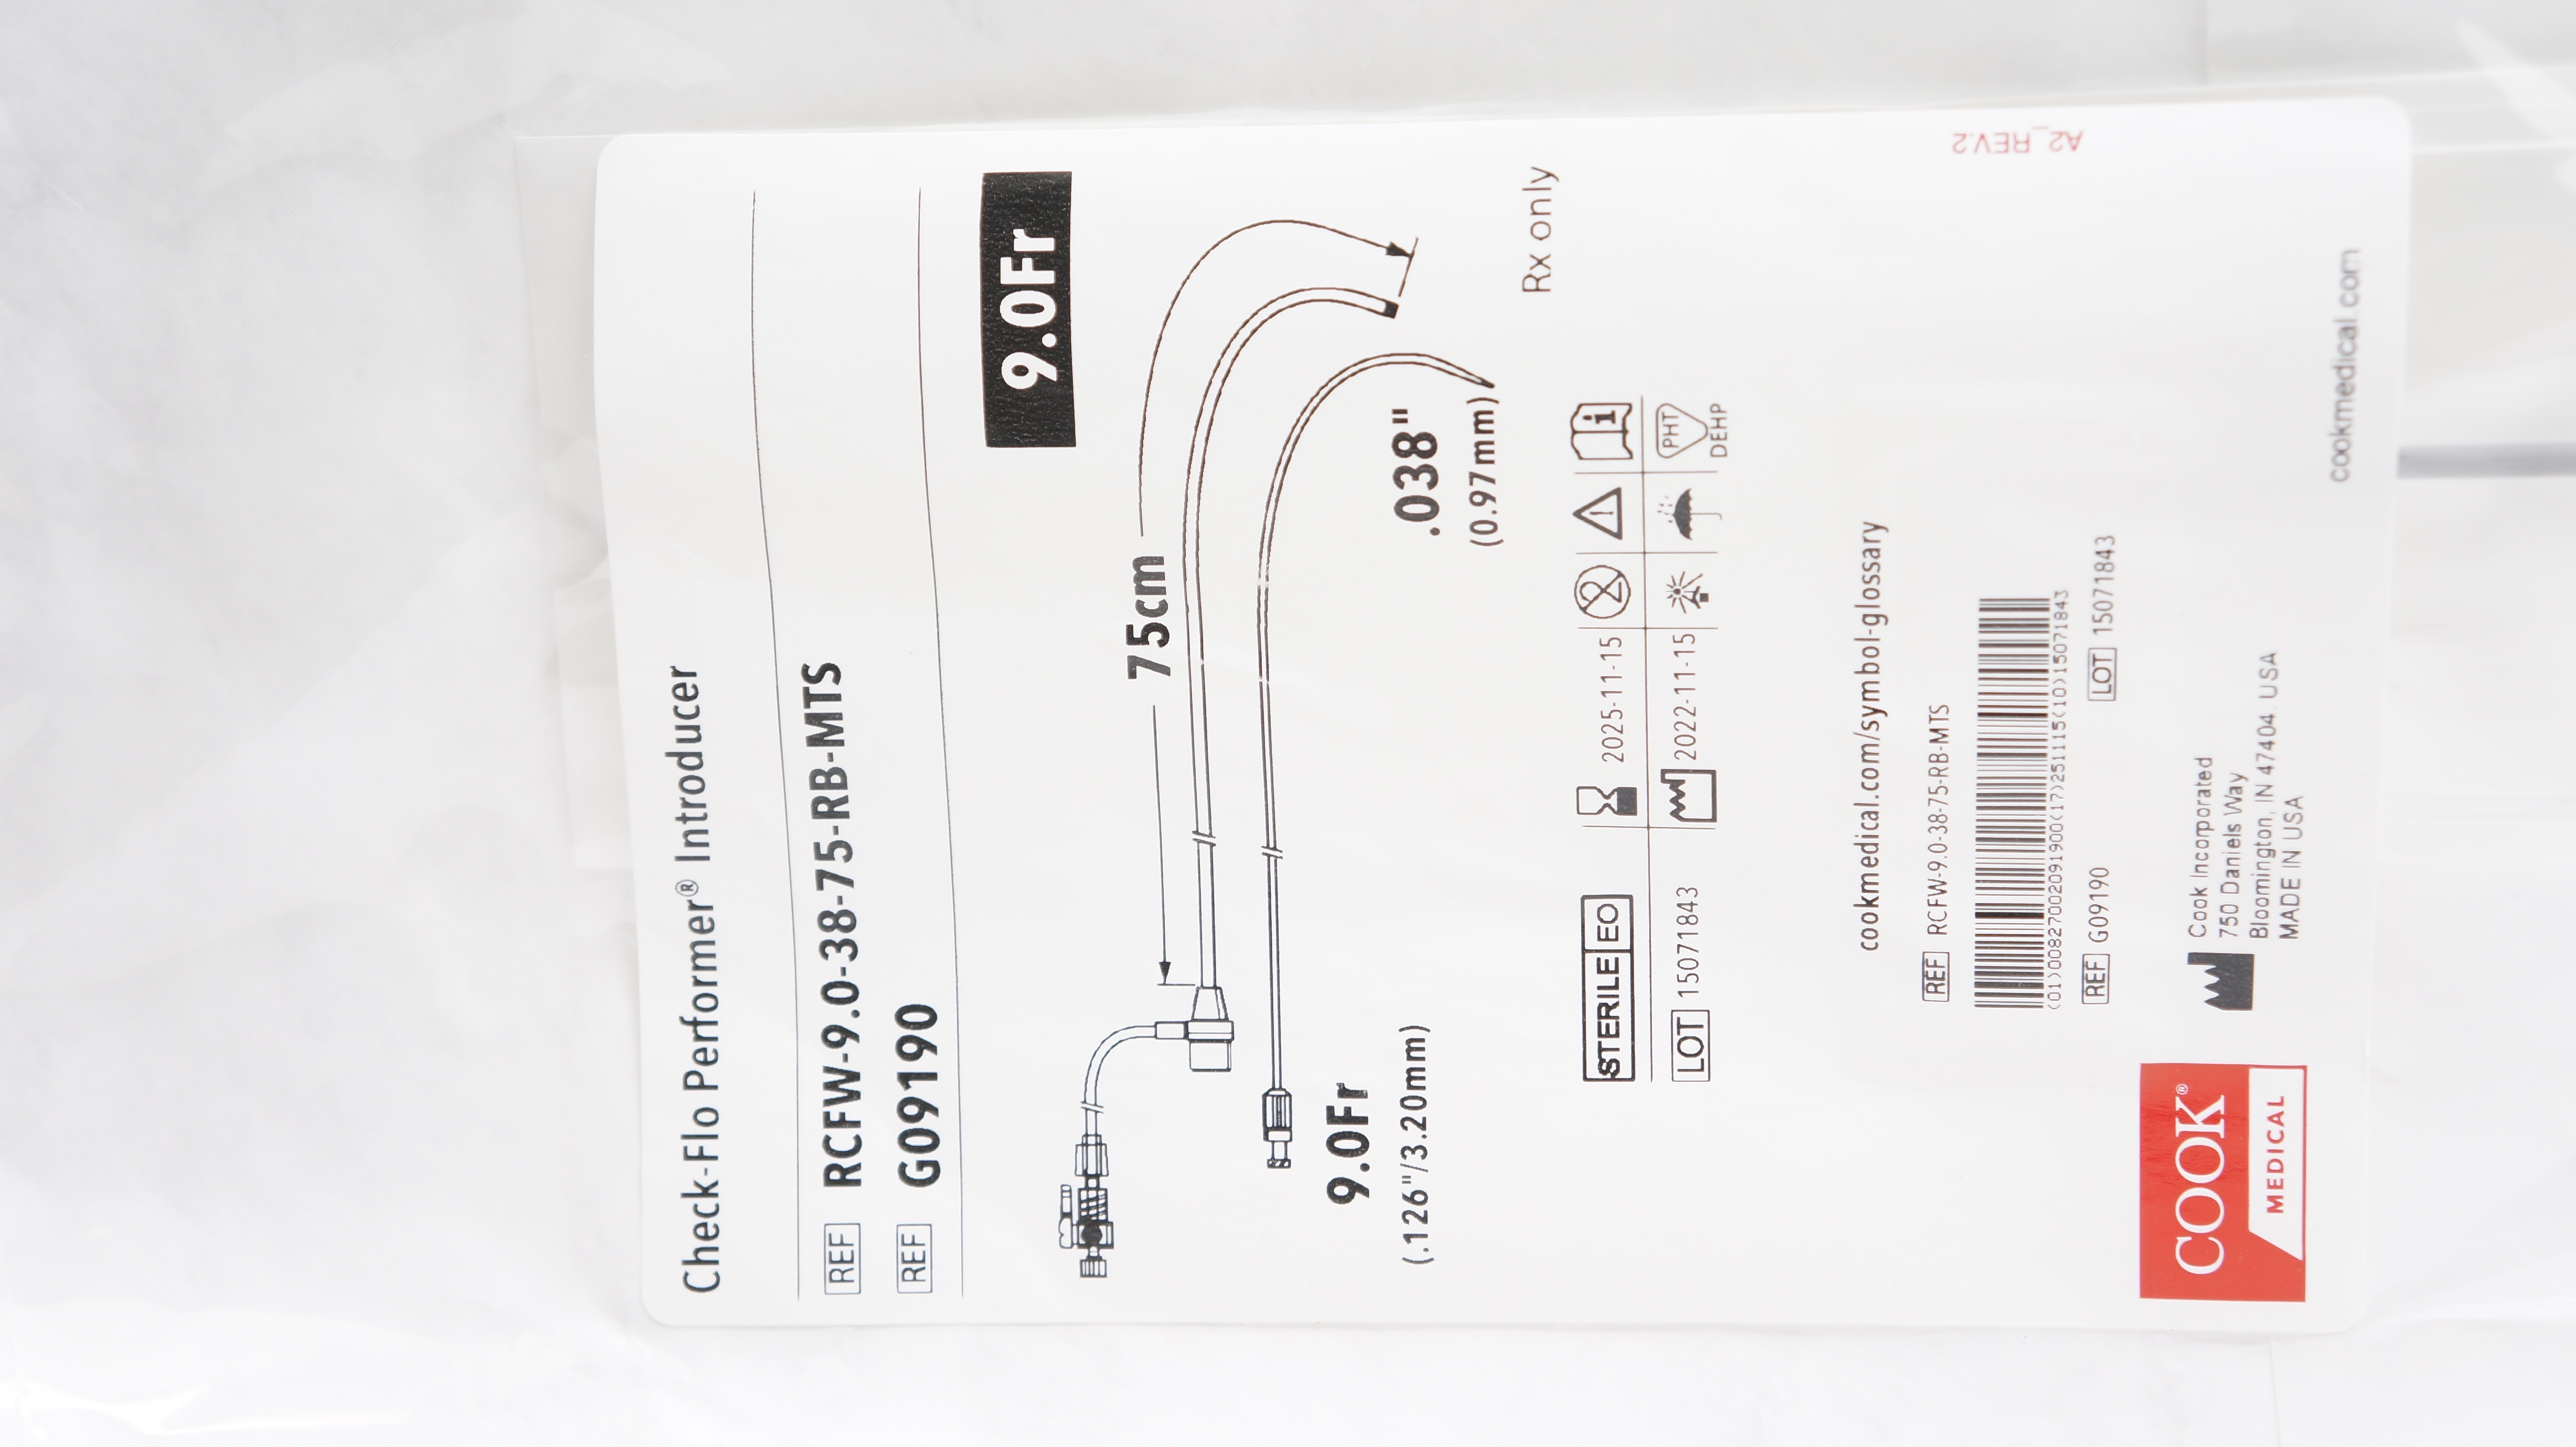 Check-Flo Performer® Introducer
REF RCFW-9.0-38-75-RB-MTS
REF G09190
9.0Fr
75cm
9.0Fr
(.126"/3.20mm)
.038"
(0.97mm)
Rx only
STERILE EO
2025-11-15
LOT 15071843
2022-11-15
PHT
DEHP
cookmedical.com/symbol-glossary
REF RCFW-9.0-38-75-RB-MTS
(01)00827002091900(17)251115(10)15071843
REF G09190
LOT 15071843
A2_REV.2
COOK®
MEDICAL
Cook Incorporated
750 Daniels Way
Bloomington, IN 47404, USA
MADE IN USA
cookmedical.com